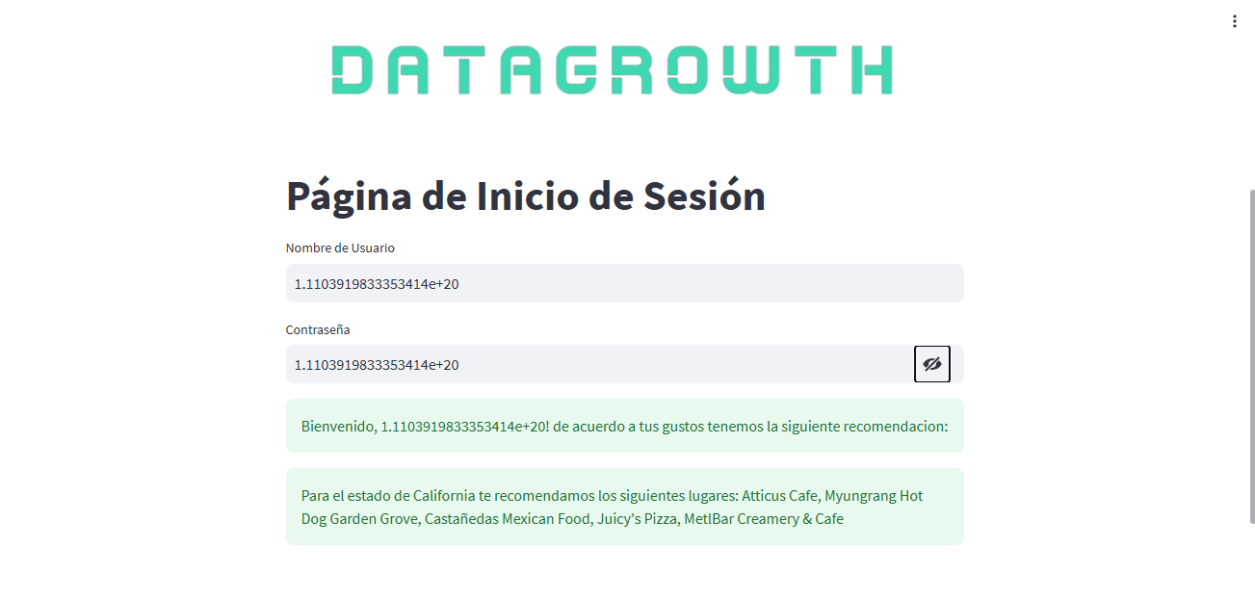 DATAGROWTH
Página de Inicio de Sesión
Nombre de Usuario
1.1103919833353414e+20
Contraseña
1.1103919833353414e+20
Bienvenido, 1.1103919833353414e+20! de acuerdo a tus gustos tenemos la siguiente recomendacion:
Para el estado de California te recomendamos los siguientes lugares: Atticus Cafe, Myungrang Hot
Dog Garden Grove, Castañedas Mexican Food, Juicy's Pizza, MetlBar Creamery & Cafe